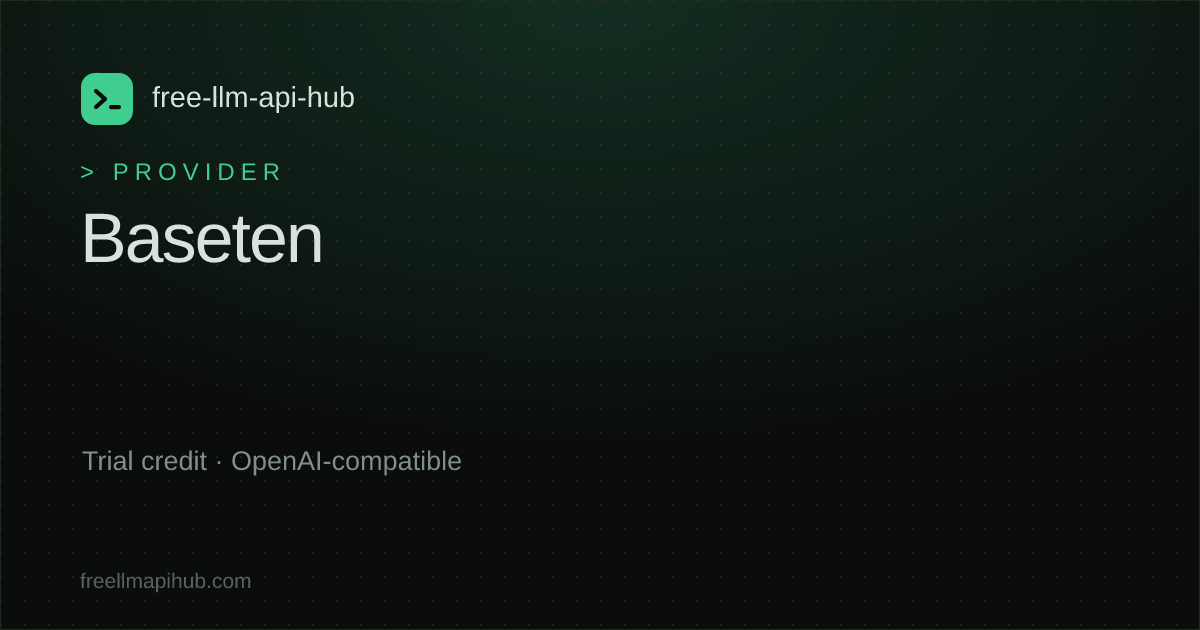 free-llm-api-hub
> PROVIDER
Baseten
Trial credit · OpenAI-compatible
freellmapihub.com